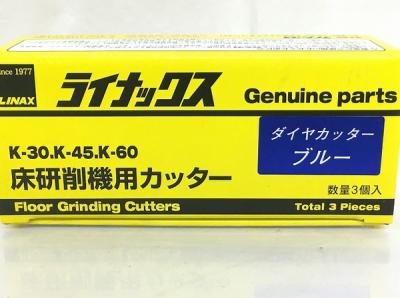 Since 1977
LINAX
ライナックス
Genuine parts
K-30.K-45.K-60
床研削機用カッター
Floor Grinding Cutters
ダイヤカッター
ブルー
数量3個入
Total 3 Pieces